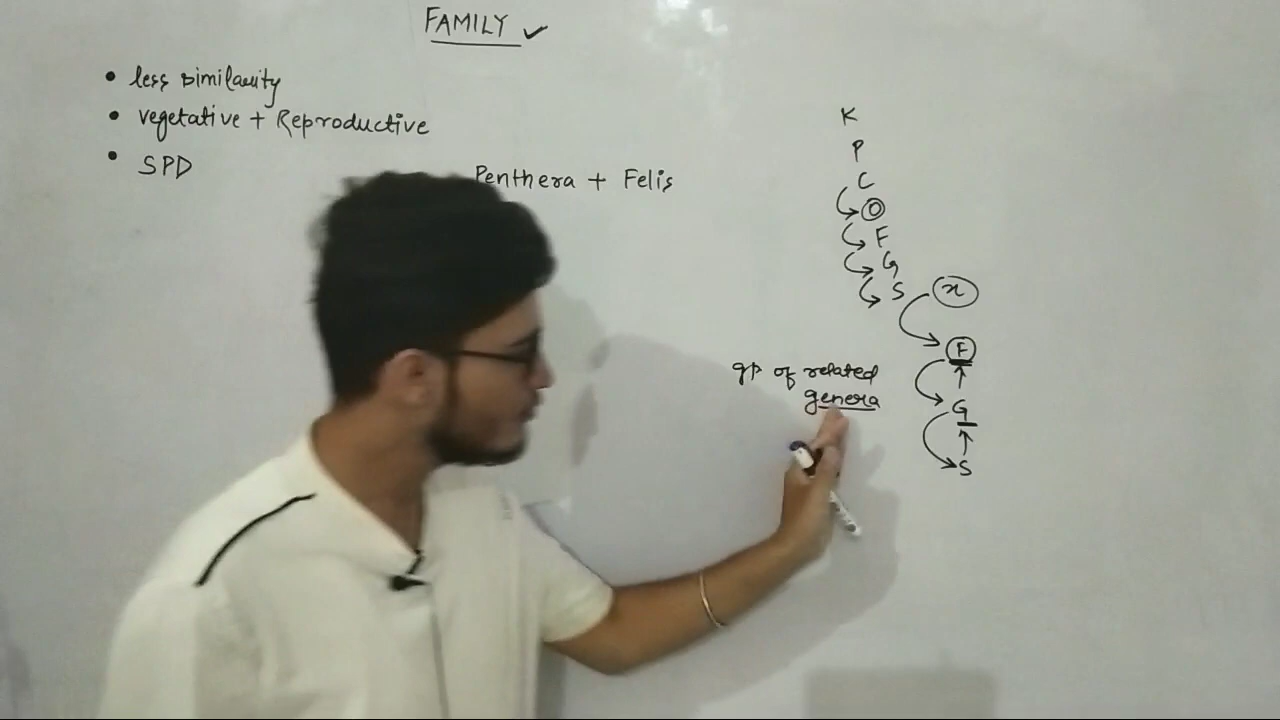 FAMILY ✓
• less similarity
• vegetative + Reproductive
• SPD
Penthera + Felis
K
P
C
O
F
G
S
x
F
G
S
gp of related
genera